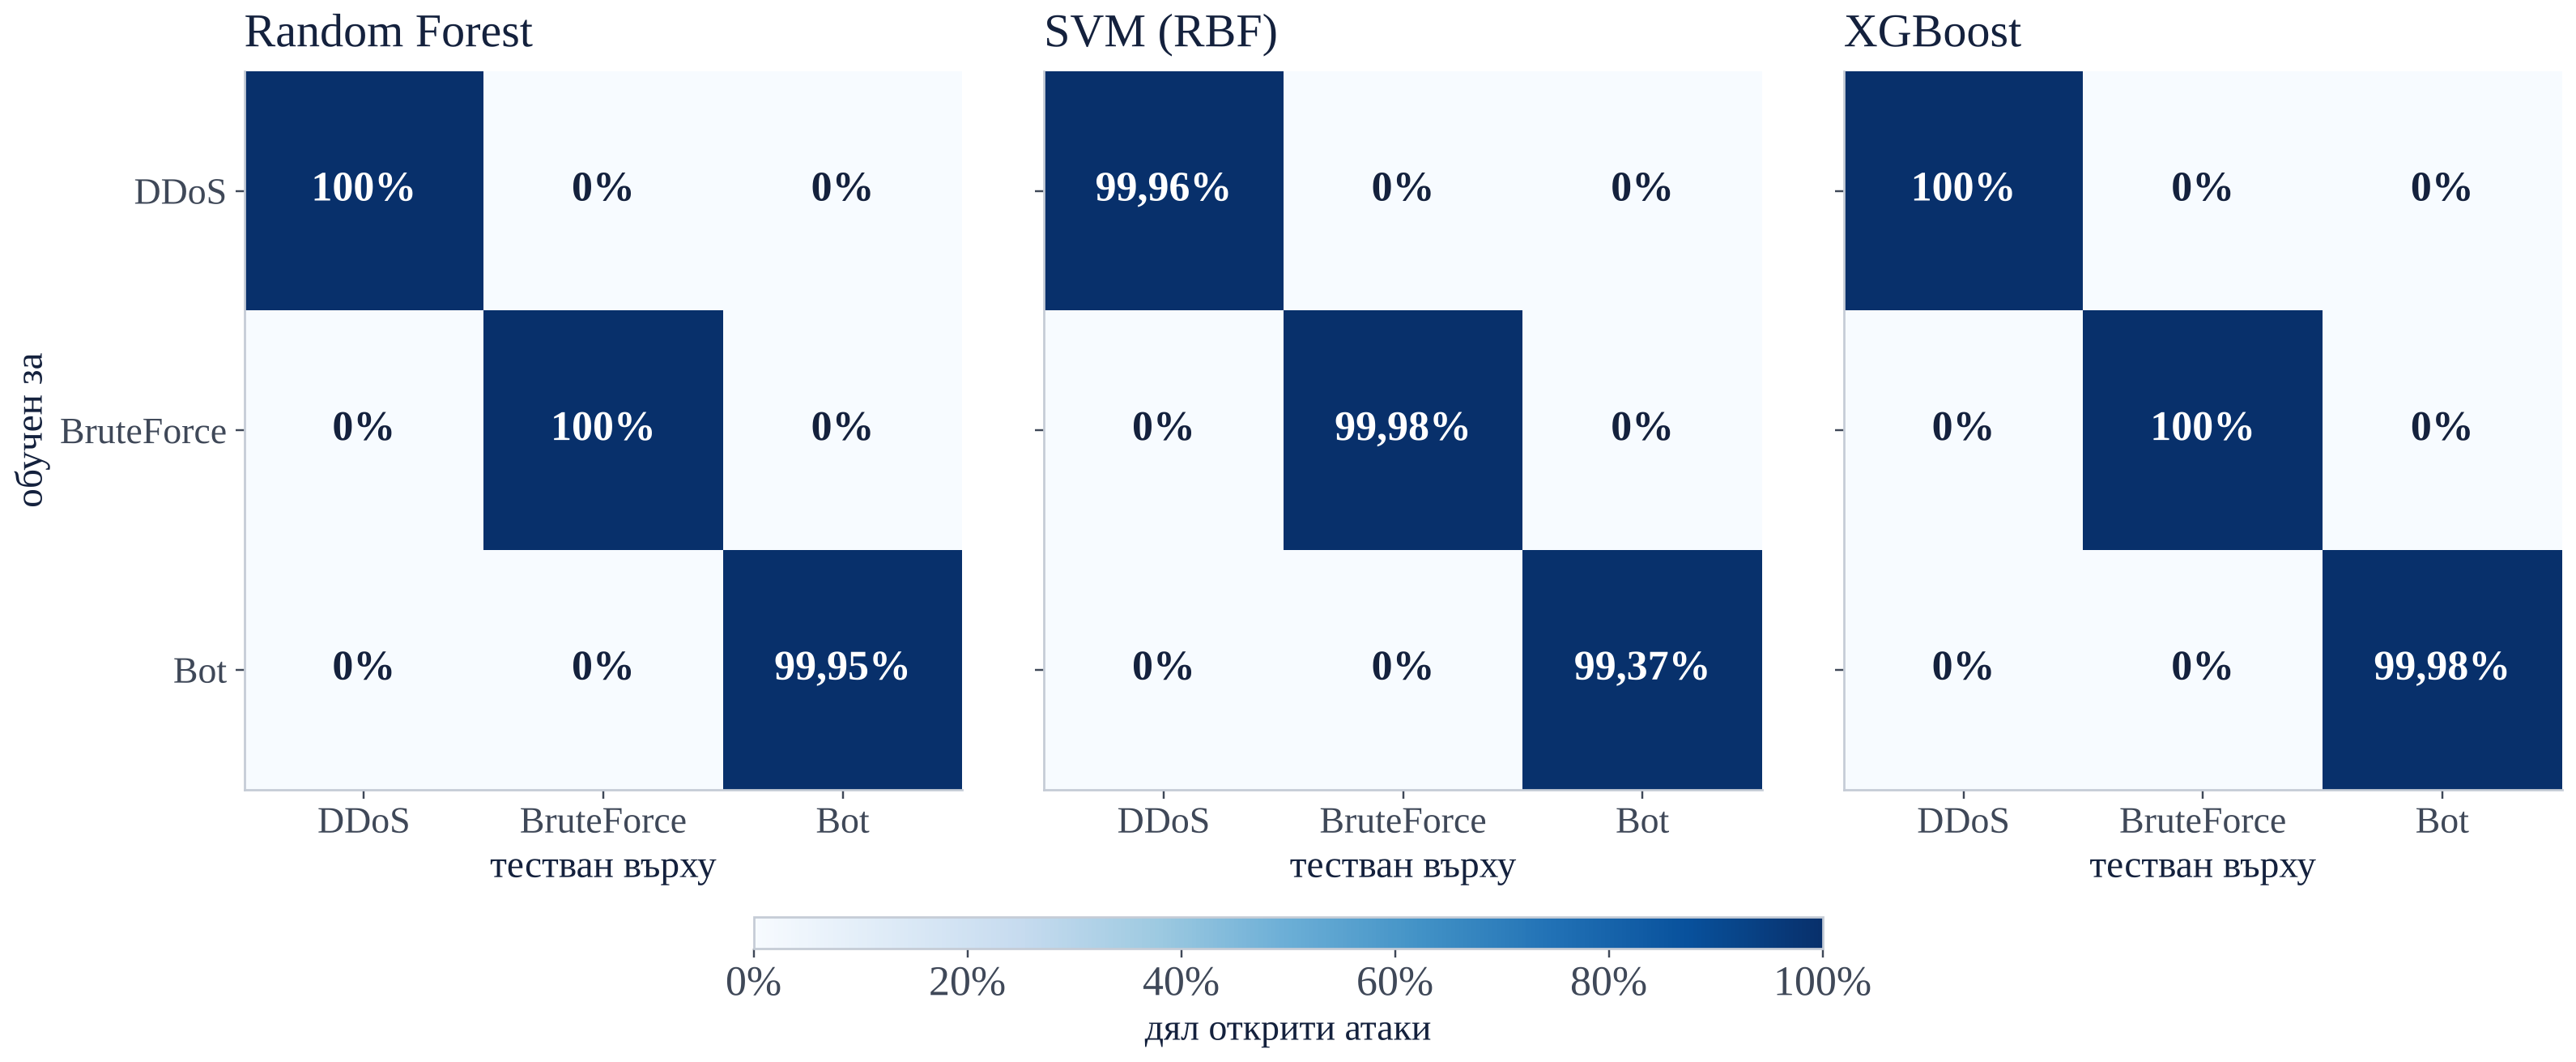 Random Forest
SVM (RBF)
XGBoost
обучен за
DDoS
100% 0% 0%
99,96% 0% 0%
100% 0% 0%
BruteForce
0% 100% 0%
0% 99,98% 0%
0% 100% 0%
Bot
0% 0% 99,95%
0% 0% 99,37%
0% 0% 99,98%
DDoS BruteForce Bot
DDoS BruteForce Bot
DDoS BruteForce Bot
тестван върху
тестван върху
тестван върху
0% 20% 40% 60% 80% 100%
дял открити атаки